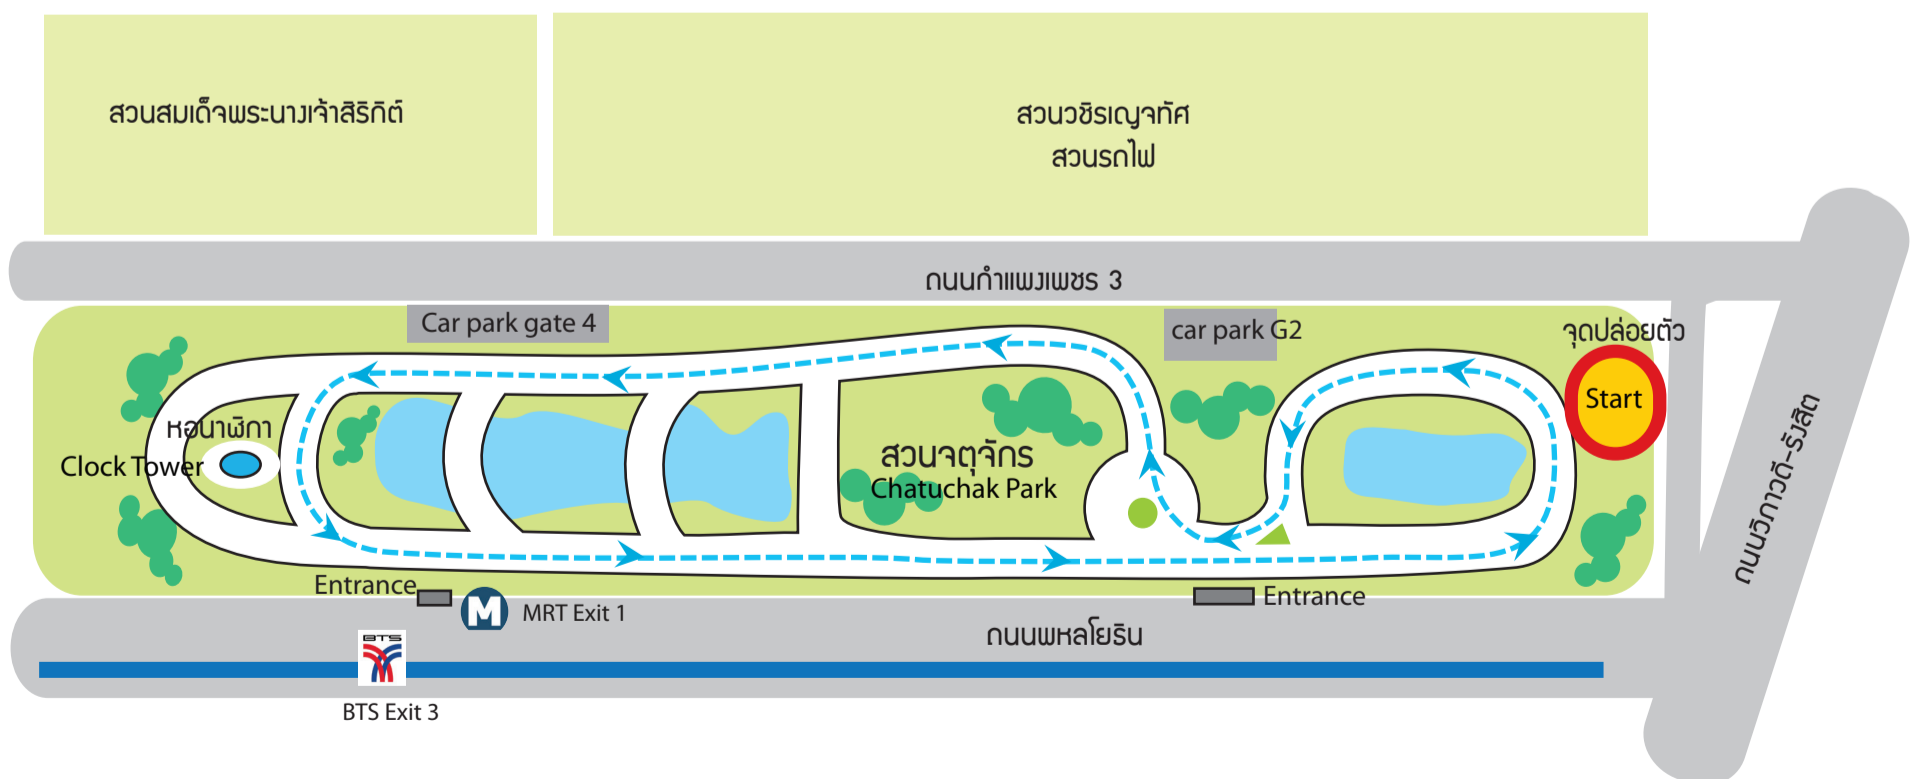 สวนสมเด็จพระนางเจ้าสิริกิติ์
สวนวชิรเบญจทัศ
สวนรถไฟ
ถนนกำแพงเพชร 3
Car park gate 4
car park G2
จุดปล่อยตัว
Start
หอนาฬิกา
Clock Tower
สวนจตุจักร
Chatuchak Park
ถนนวิภาวดี-รังสิต
Entrance
M
MRT Exit 1
Entrance
ถนนพหลโยธิน
BTS
BTS Exit 3